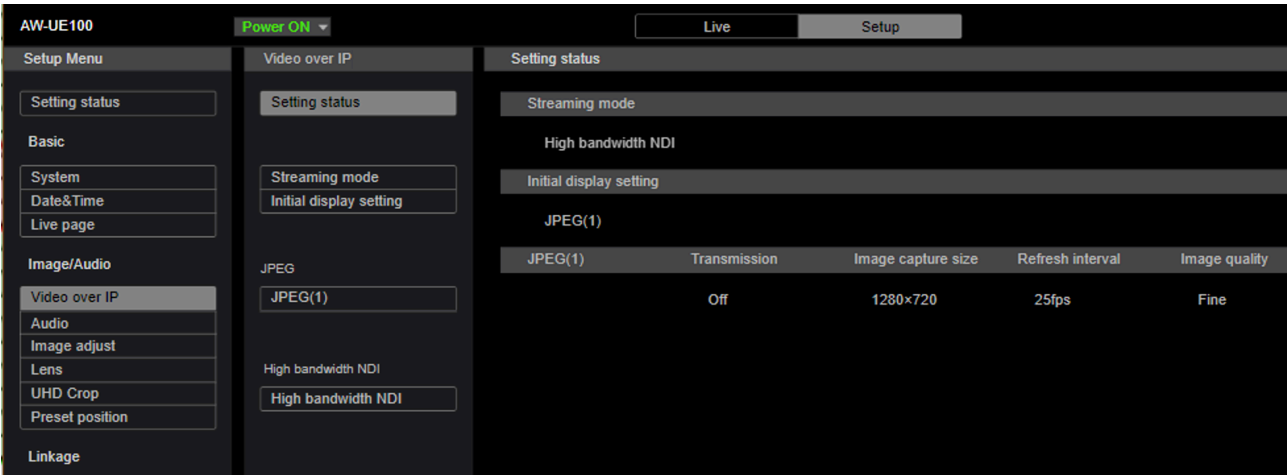 AW-UE100
Power ON
Live
Setup
Setup Menu
Setting status
Basic
System
Date&Time
Live page
Image/Audio
Video over IP
Audio
Image adjust
Lens
UHD Crop
Preset position
Linkage
Video over IP
Setting status
Streaming mode
Initial display setting
JPEG
JPEG(1)
High bandwidth NDI
High bandwidth NDI
Setting status
Streaming mode
High bandwidth NDI
Initial display setting
JPEG(1)
JPEG(1) Transmission Image capture size Refresh interval Image quality
Off 1280×720 25fps Fine